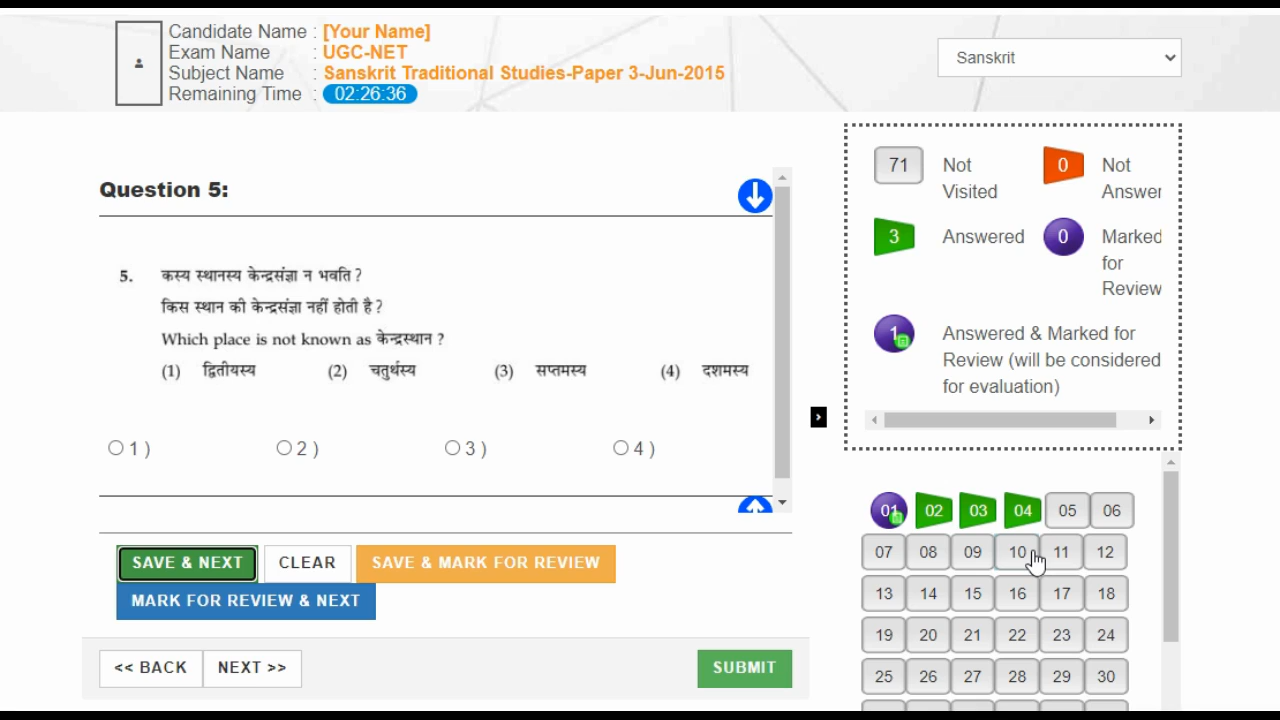 Candidate Name : [Your Name]
Exam Name : UGC-NET
Subject Name : Sanskrit Traditional Studies-Paper 3-Jun-2015
Remaining Time : 02:26:36
Sanskrit
Question 5:
5. कस्य स्थानस्य केन्द्रसंज्ञा न भवति ?
किस स्थान की केन्द्रसंज्ञा नहीं होती है ?
Which place is not known as केन्द्रस्थान ?
(1) द्वितीयस्य (2) चतुर्थस्य (3) सप्तमस्य (4) दशमस्य
1 ) 2 ) 3 ) 4 )
SAVE & NEXT CLEAR SAVE & MARK FOR REVIEW
MARK FOR REVIEW & NEXT
<< BACK NEXT >> SUBMIT
71 Not Visited 0 Not Answer
3 Answered 0 Marked for Review
1 Answered & Marked for
Review (will be considered
for evaluation)
01 02 03 04 05 06
07 08 09 10 11 12
13 14 15 16 17 18
19 20 21 22 23 24
25 26 27 28 29 30